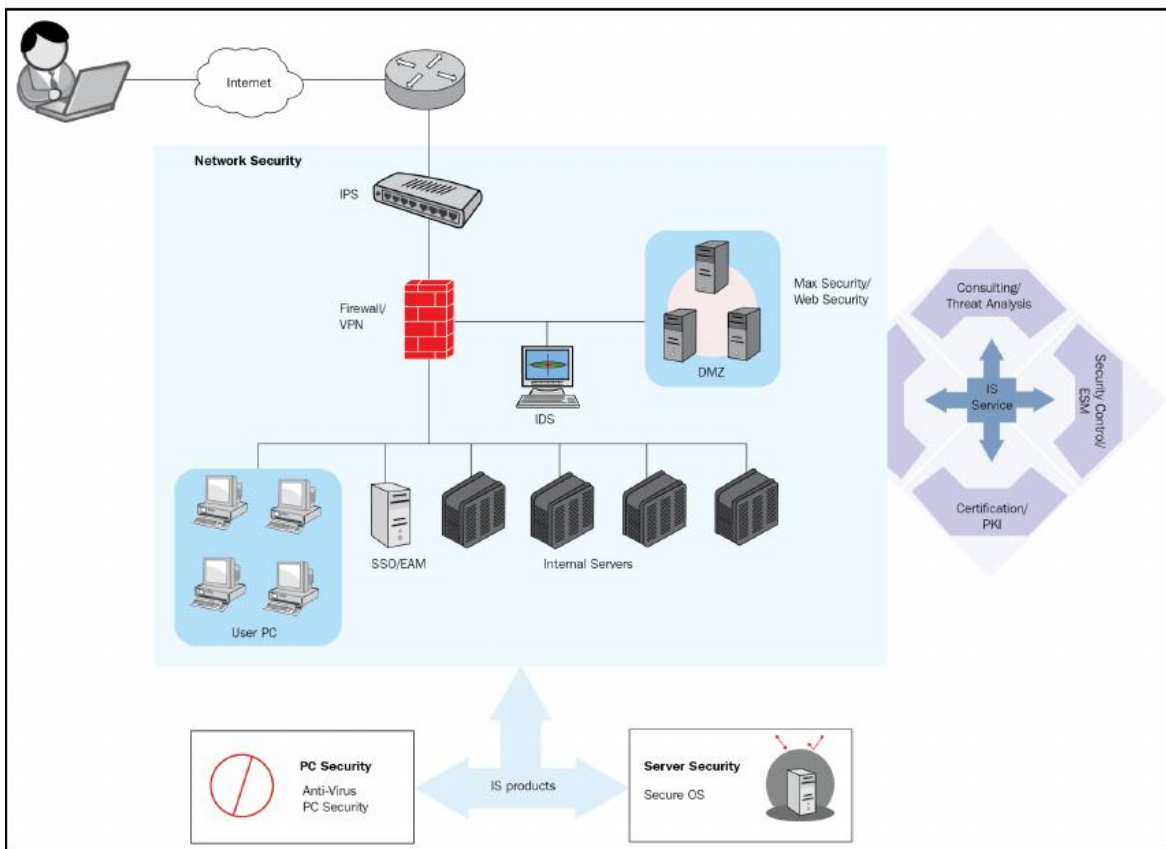 Internet
Network Security
IPS
Firewall/
VPN
Max Security/
Web Security
DMZ
IDS
SSO/EAM
Internal Servers
User PC
Consulting/
Threat Analysis
IS
Service
Security Control/
ESM
Certification/
PKI
PC Security
Anti-Virus
PC Security
IS products
Server Security
Secure OS